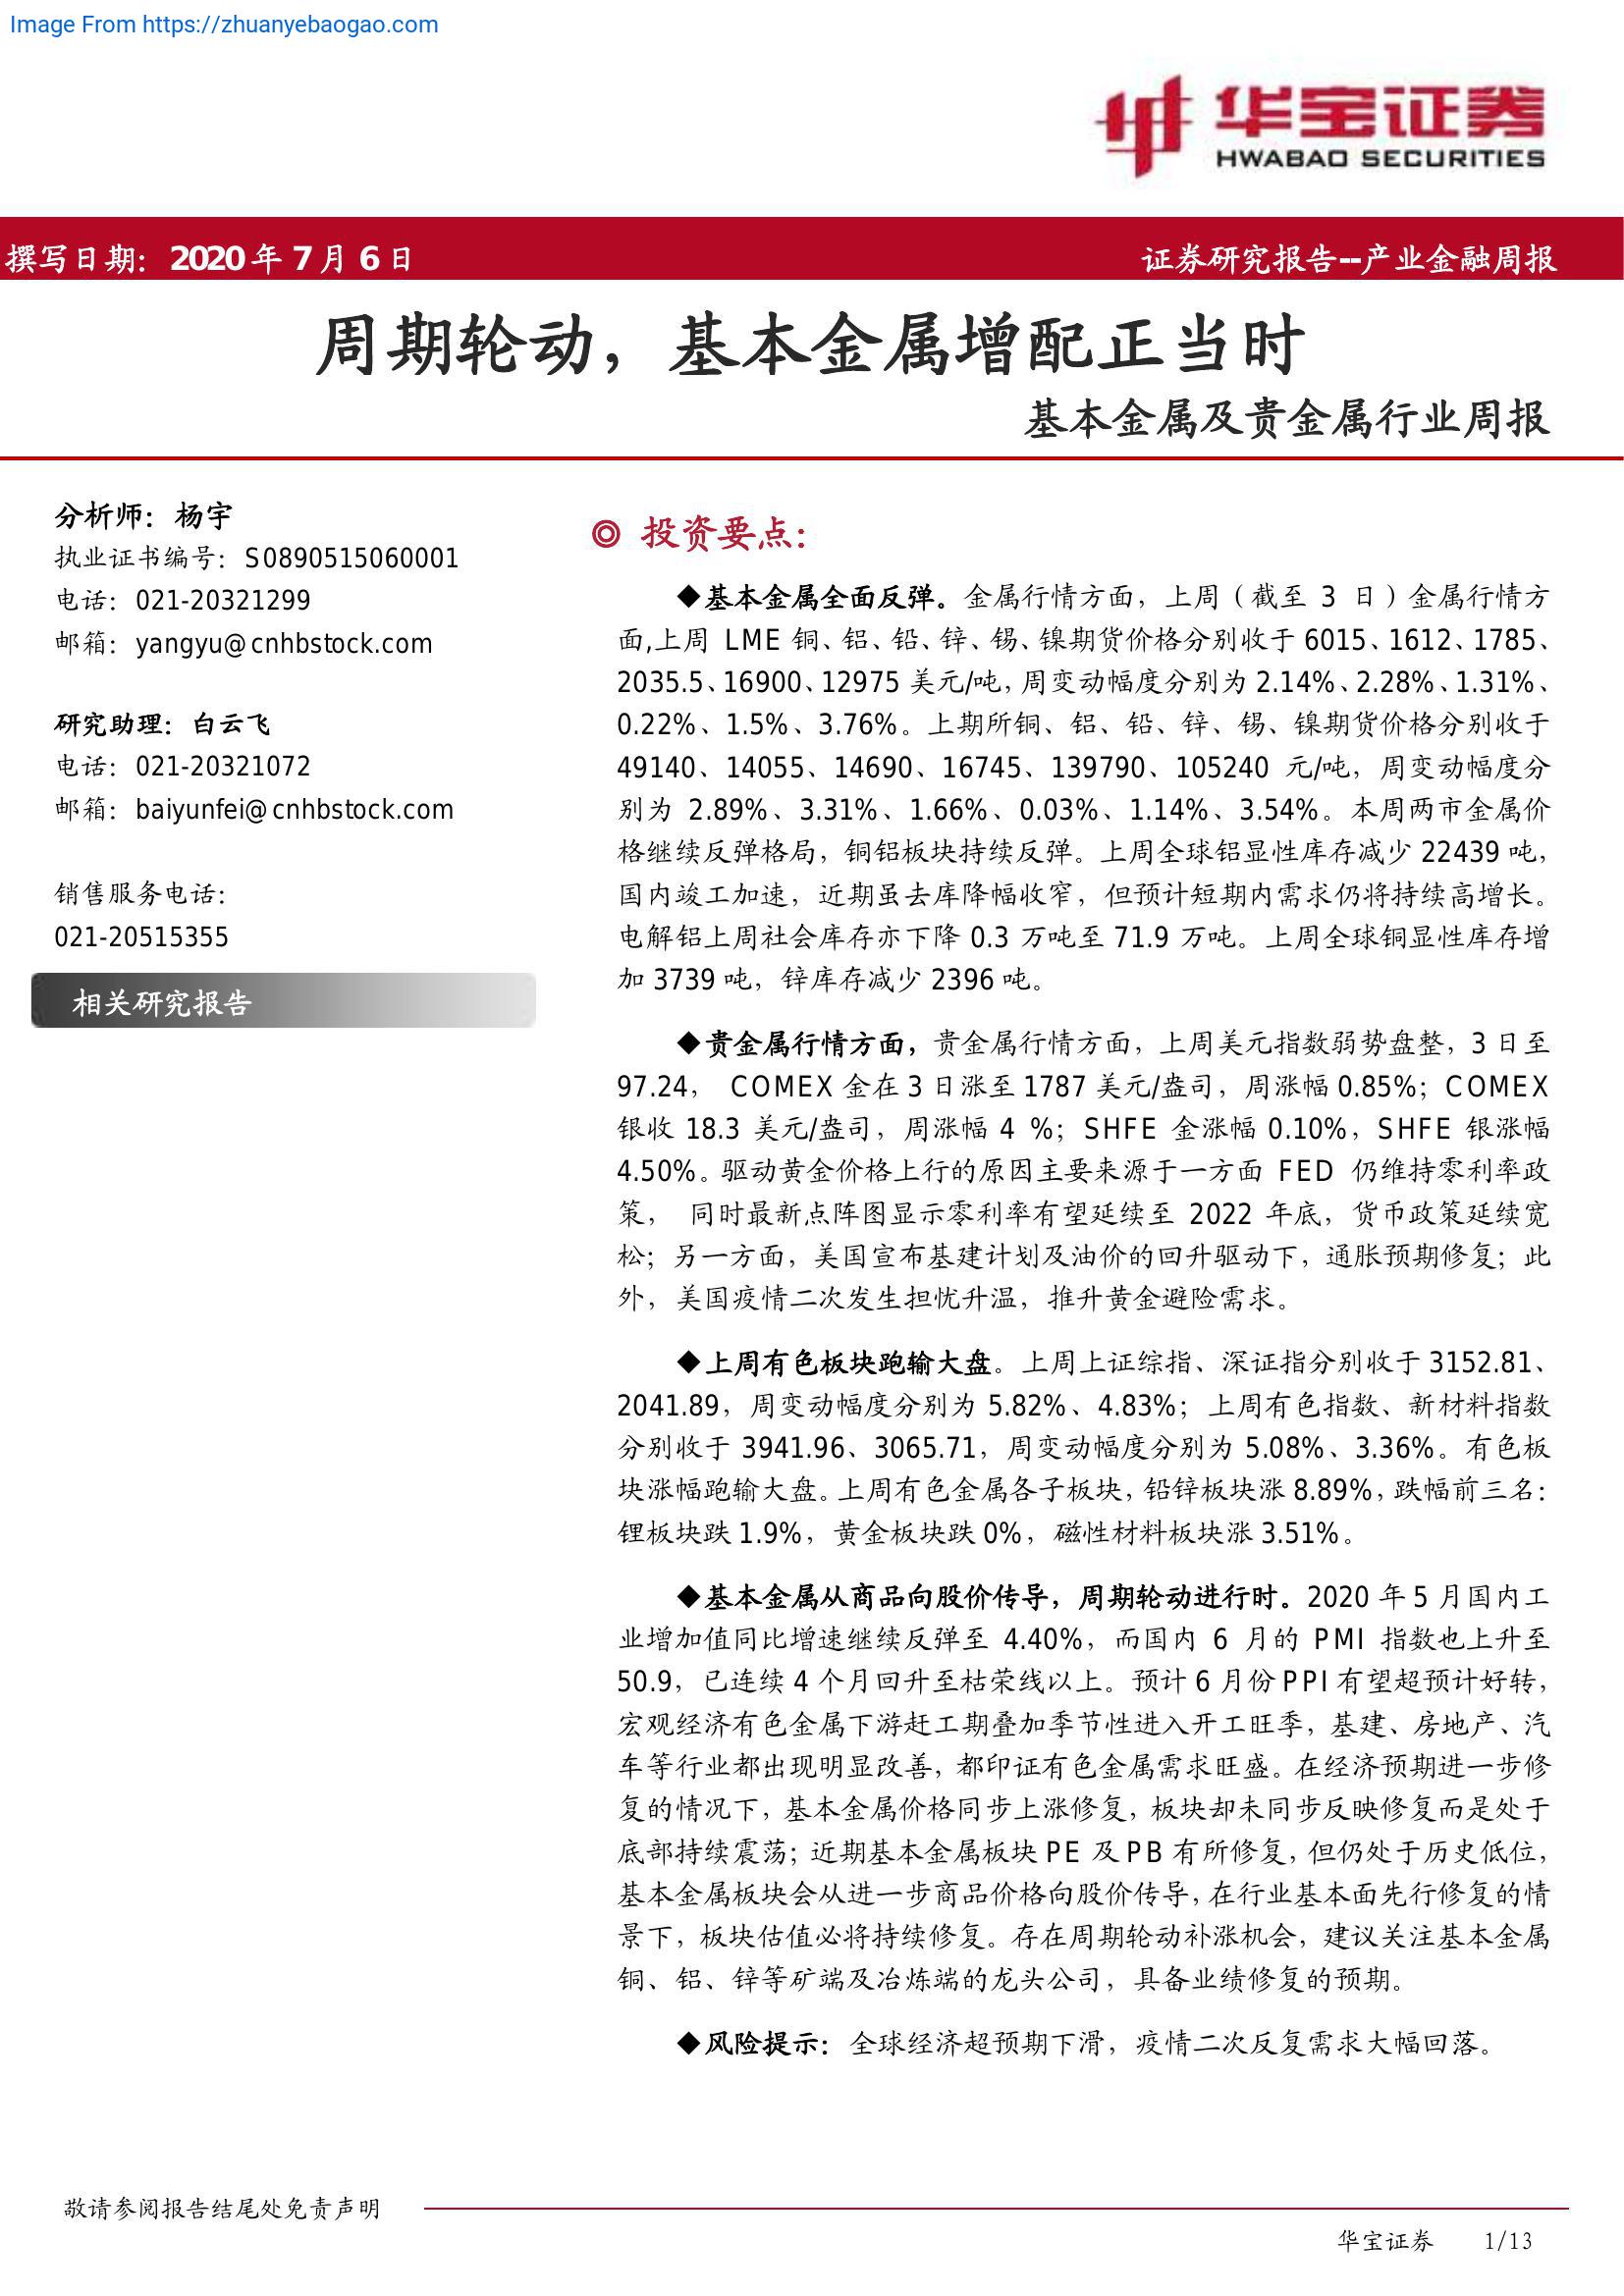 Image From https://zhuanyebaogao.com
华宝证券
HWABAO SECURITIES
撰写日期：2020年7月6日
证券研究报告--产业金融周报
周期轮动，基本金属增配正当时
基本金属及贵金属行业周报
分析师：杨宇
执业证书编号：S0890515060001
电话：021-20321299
邮箱：yangyu@cnhbstock.com
研究助理：白云飞
电话：021-20321072
邮箱：baiyunfei@cnhbstock.com
销售服务电话：
021-20515355
相关研究报告
◎ 投资要点：
◆基本金属全面反弹。金属行情方面，上周（截至 3 日）金属行情方
面,上周 LME 铜、铝、铅、锌、锡、镍期货价格分别收于 6015、1612、1785、
2035.5、16900、12975 美元/吨，周变动幅度分别为 2.14%、2.28%、1.31%、
0.22%、1.5%、3.76%。上期所铜、铝、铅、锌、锡、镍期货价格分别收于
49140、14055、14690、16745、139790、105240 元/吨，周变动幅度分
别为 2.89%、3.31%、1.66%、0.03%、1.14%、3.54%。本周两市金属价
格继续反弹格局，铜铝板块持续反弹。上周全球铝显性库存减少 22439 吨，
国内竣工加速，近期虽去库降幅收窄，但预计短期内需求仍将持续高增长。
电解铝上周社会库存亦下降 0.3 万吨至 71.9 万吨。上周全球铜显性库存增
加 3739 吨，锌库存减少 2396 吨。
◆贵金属行情方面，贵金属行情方面，上周美元指数弱势盘整，3 日至
97.24， COMEX 金在 3 日涨至 1787 美元/盎司，周涨幅 0.85%；COMEX
银收 18.3 美元/盎司，周涨幅 4 %；SHFE 金涨幅 0.10%，SHFE 银涨幅
4.50%。驱动黄金价格上行的原因主要来源于一方面 FED 仍维持零利率政
策， 同时最新点阵图显示零利率有望延续至 2022 年底，货币政策延续宽
松；另一方面，美国宣布基建计划及油价的回升驱动下，通胀预期修复；此
外，美国疫情二次发生担忧升温，推升黄金避险需求。
◆上周有色板块跑输大盘。上周上证综指、深证指分别收于 3152.81、
2041.89，周变动幅度分别为 5.82%、4.83%；上周有色指数、新材料指数
分别收于 3941.96、3065.71，周变动幅度分别为 5.08%、3.36%。有色板
块涨幅跑输大盘。上周有色金属各子板块，铅锌板块涨 8.89%，跌幅前三名：
锂板块跌 1.9%，黄金板块跌 0%，磁性材料板块涨 3.51%。
◆基本金属从商品向股价传导，周期轮动进行时。2020 年 5 月国内工
业增加值同比增速继续反弹至 4.40%，而国内 6 月的 PMI 指数也上升至
50.9，已连续 4 个月回升至枯荣线以上。预计 6 月份 PPI 有望超预计好转，
宏观经济有色金属下游赶工期叠加季节性进入开工旺季，基建、房地产、汽
车等行业都出现明显改善，都印证有色金属需求旺盛。在经济预期进一步修
复的情况下，基本金属价格同步上涨修复，板块却未同步反映修复而是处于
底部持续震荡；近期基本金属板块 PE 及 PB 有所修复，但仍处于历史低位，
基本金属板块会从进一步商品价格向股价传导，在行业基本面先行修复的情
景下，板块估值必将持续修复。存在周期轮动补涨机会，建议关注基本金属
铜、铝、锌等矿端及冶炼端的龙头公司，具备业绩修复的预期。
◆风险提示：全球经济超预期下滑，疫情二次反复需求大幅回落。
敬请参阅报告结尾处免责声明
华宝证券 1/13